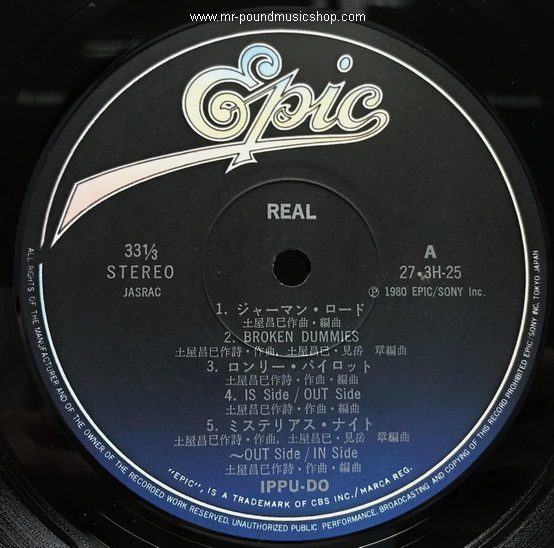 www.mr-poundmusicshop.com
Epic
REAL
33⅓
STEREO
JASRAC
A
27・3H-25
Ⓟ 1980 EPIC/SONY Inc.
1. ジャーマン・ロード
土屋昌巳作曲・編曲
2. BROKEN DUMMIES
土屋昌巳作詩・作曲, 土屋昌巳・見岳 章編曲
3. ロンリー・パイロット
土屋昌巳作詩・作曲・編曲
4. IS Side / OUT Side
土屋昌巳作詩・作曲・編曲
5. ミステリアス・ナイト
土屋昌巳作詩・作曲, 土屋昌巳・見岳 章編曲
〜OUT Side / IN Side
土屋昌巳作詩・作曲・編曲
IPPU-DO
"EPIC", IS A TRADEMARK OF CBS INC./MARCA REG.
ALL RIGHTS OF THE MANUFACTURER AND OF THE OWNER OF THE RECORDED WORK RESERVED, UNAUTHORIZED PUBLIC PERFORMANCE, BROADCASTING AND COPYING OF THIS RECORD PROHIBITED EPIC/SONY INC, TOKYO JAPAN